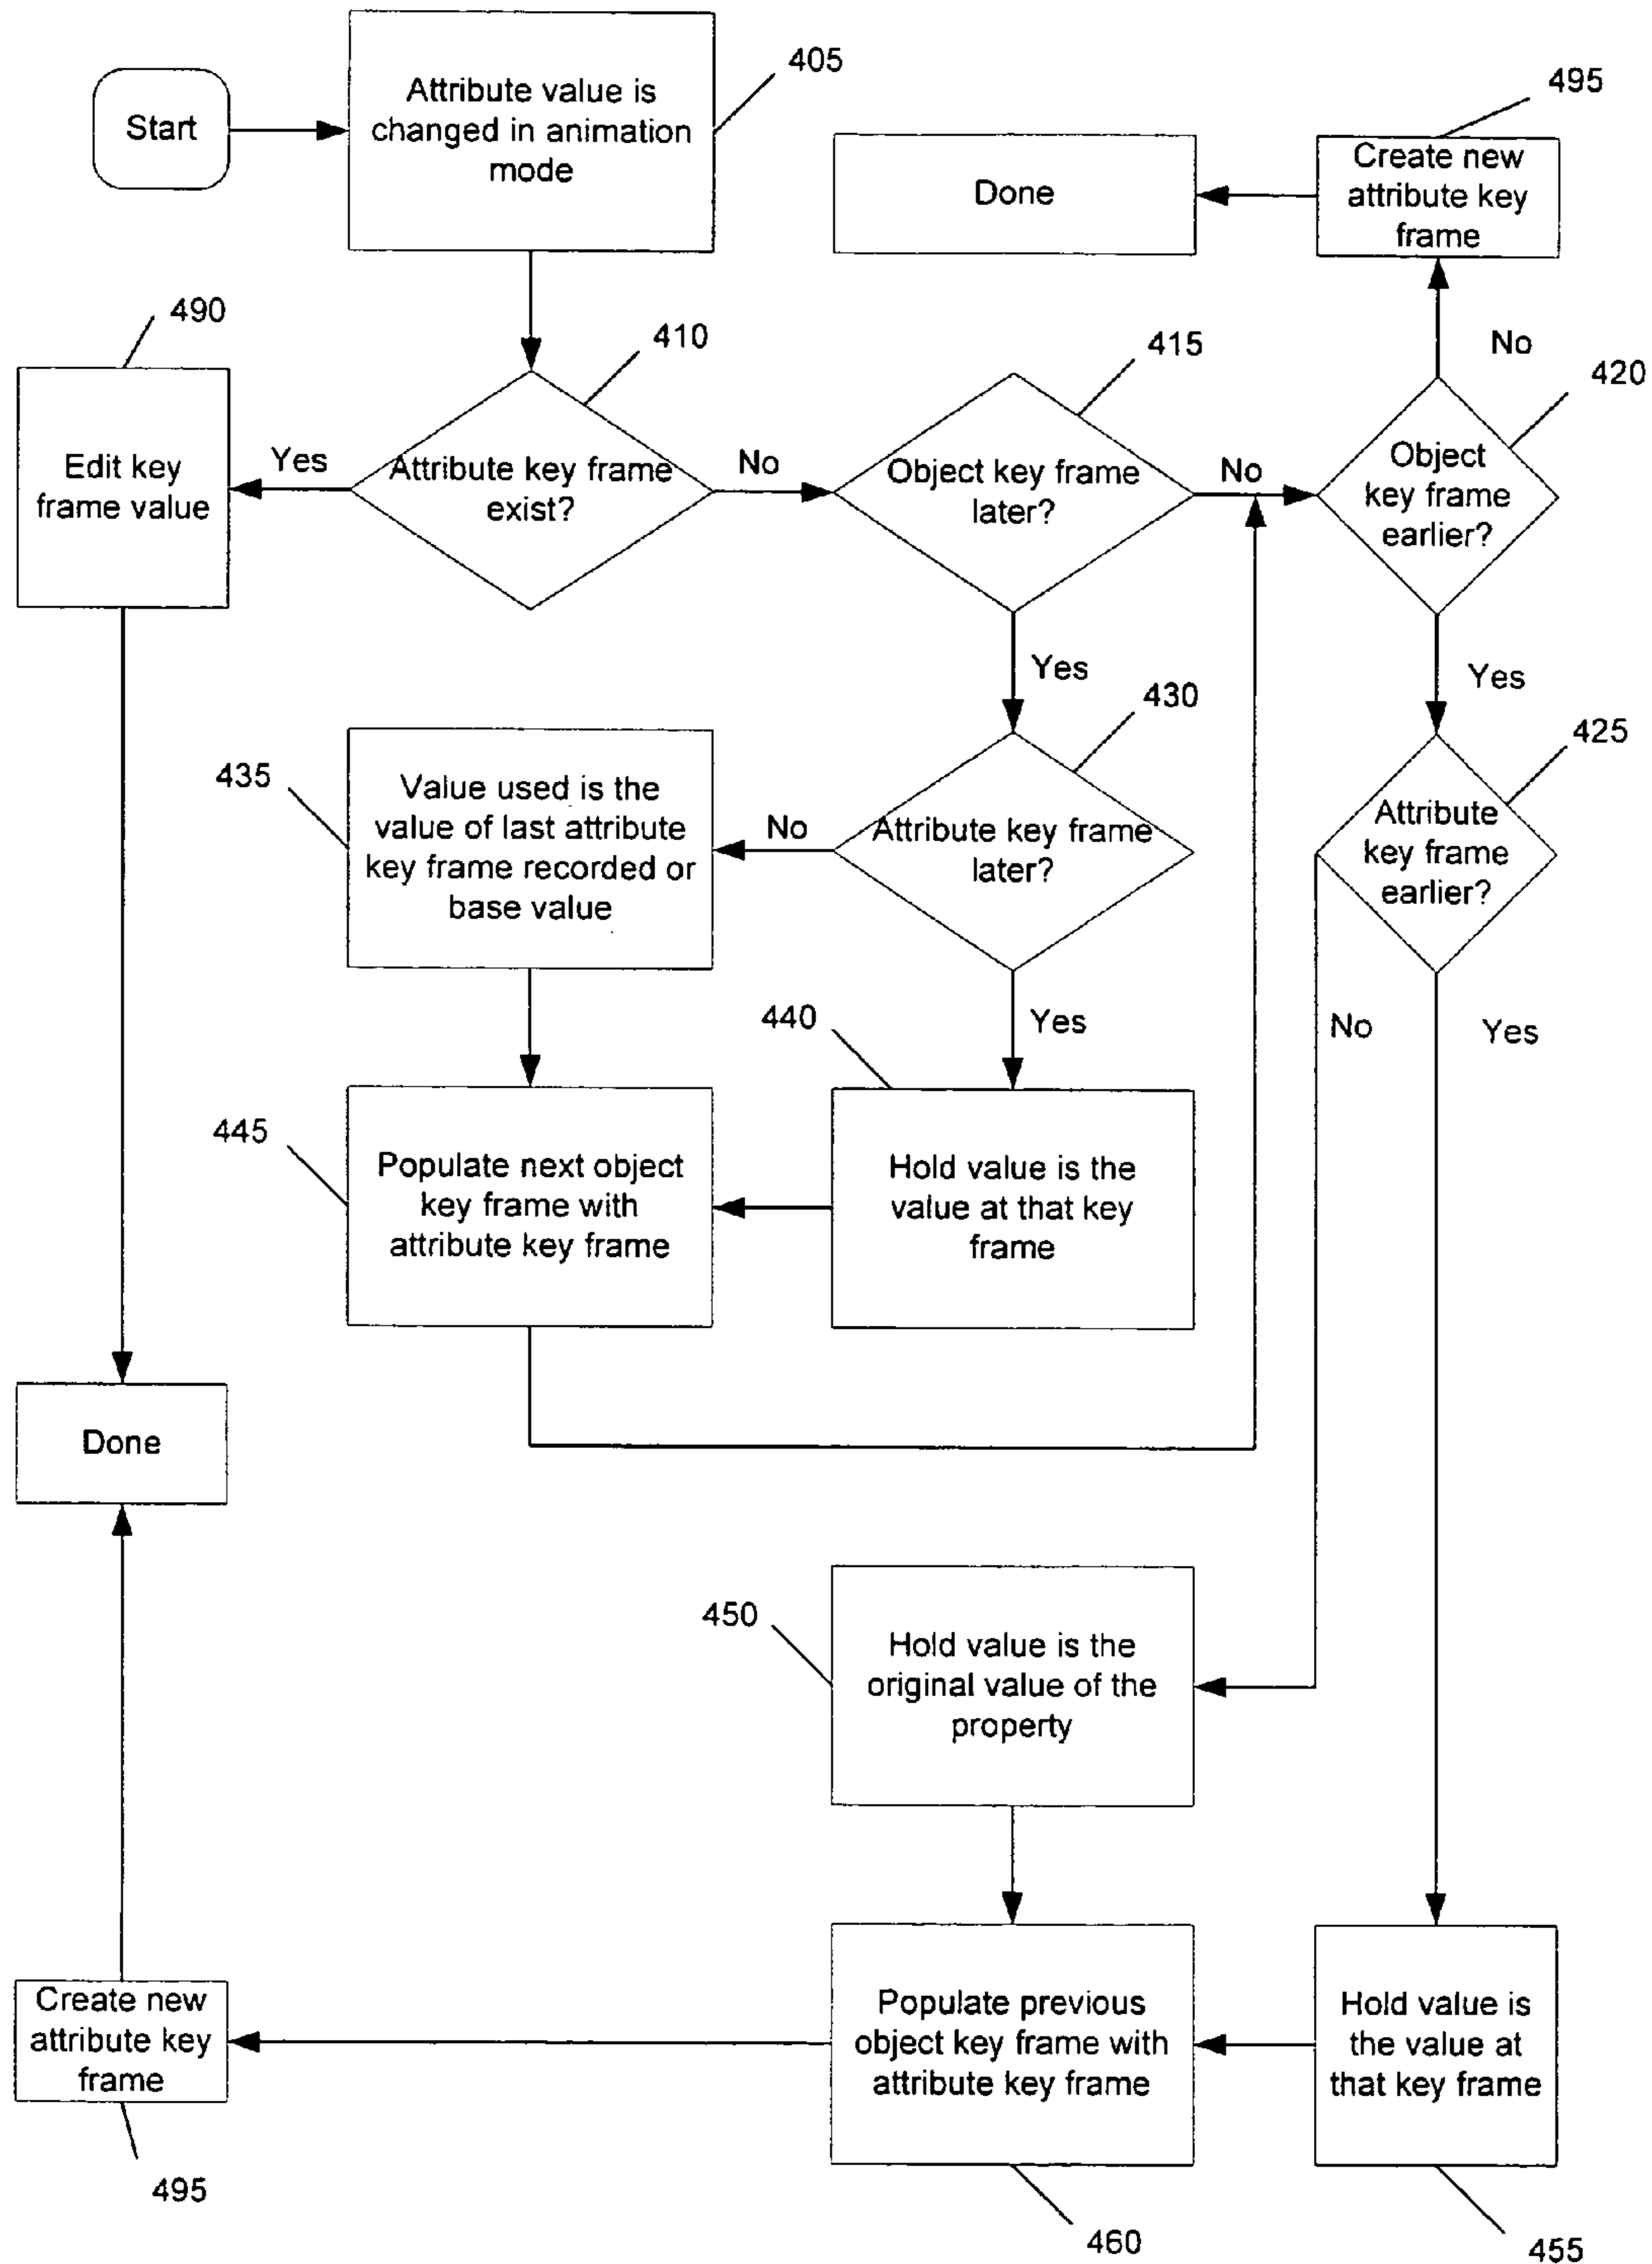 Start
Attribute value is
changed in animation
mode
405
Done
Create new
attribute key
frame
495
No
490
Edit key
frame value
Yes
410
Attribute key frame
exist?
No
415
Object key frame
later?
No
420
Object
key frame
earlier?
Yes
Yes
430
Attribute key frame
later?
No
435
Value used is the
value of last attribute
key frame recorded or
base value
425
Attribute
key frame
earlier?
Yes
No
Yes
440
Hold value is the
value at that key
frame
445
Populate next object
key frame with
attribute key frame
Done
450
Hold value is the
original value of the
property
Create new
attribute key
frame
495
Populate previous
object key frame with
attribute key frame
460
Hold value is
the value at
that key frame
455